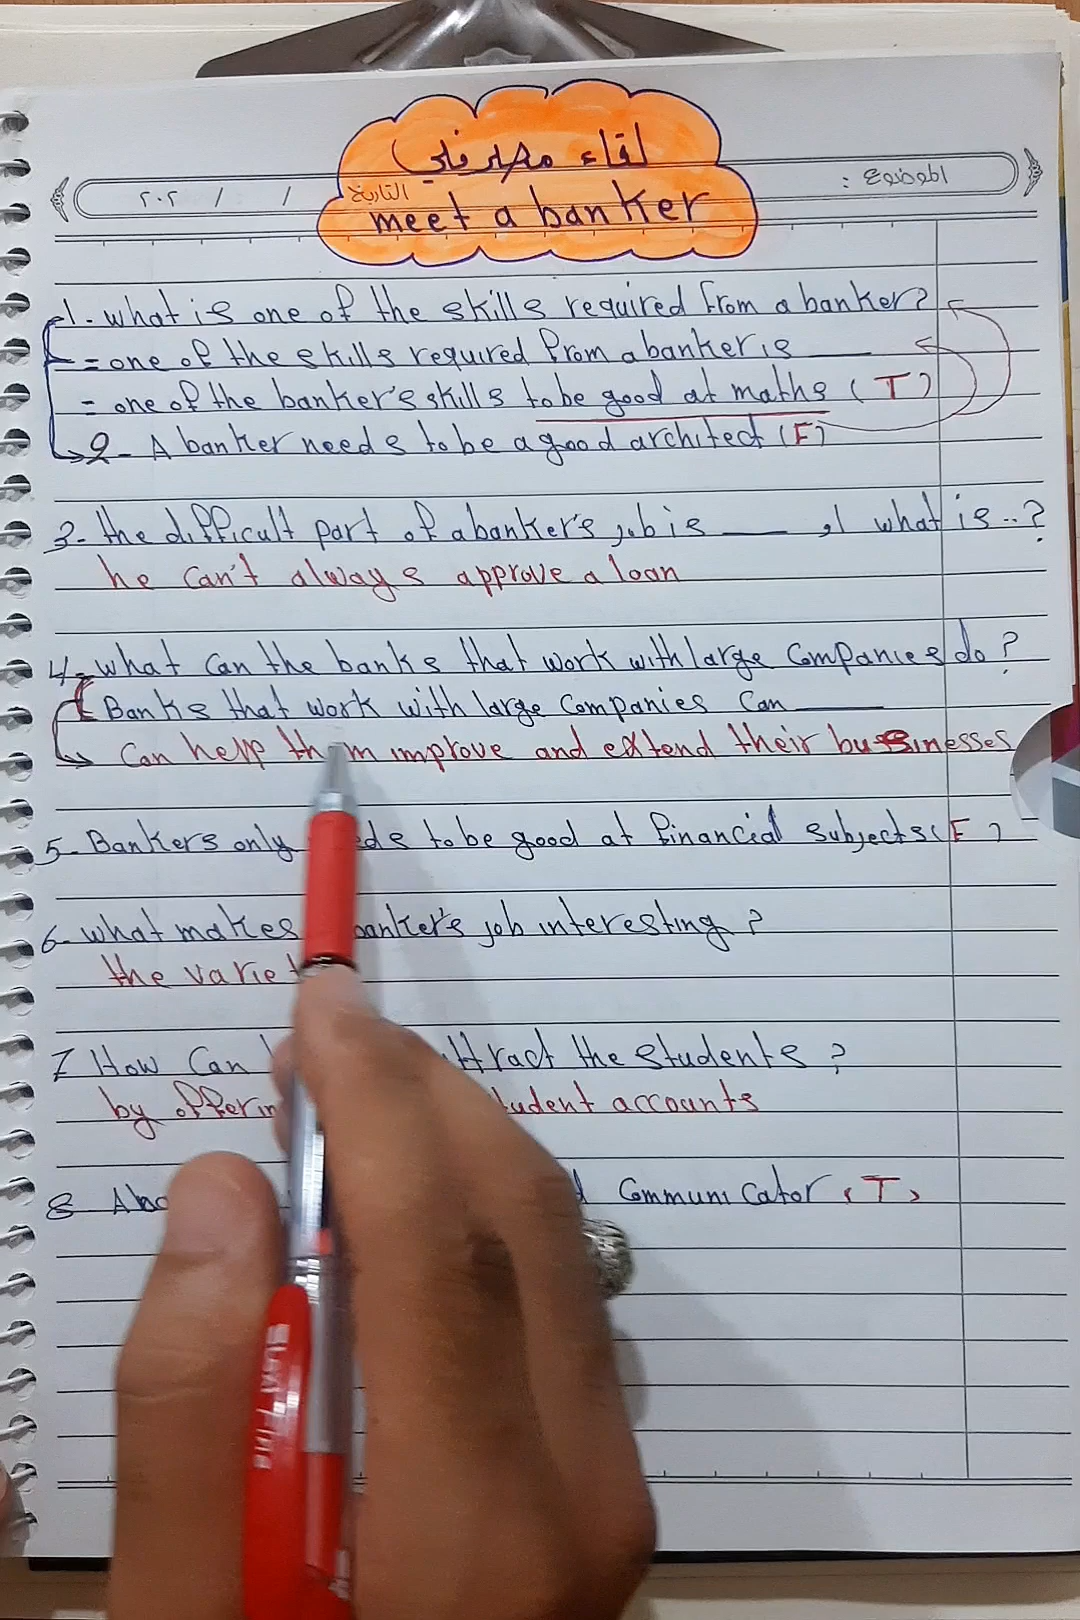 لقاء مصرفي
الموضوع :
التاريخ / / ٢٠٢
meet a banker
1- what is one of the skills required from a banker?
= one of the skills required from a banker is
= one of the banker's skills to be good at maths (T)
2- A banker needs to be a good architect (F)
3- the difficult part of a banker's job is او what is ..?
he can't always approve a loan
4- what can the banks that work with large companies do?
Banks that work with large companies can
can help them improve and extend their businesses
5- Bankers only to be good at financial subjects (F)
6- what makes banker's job interesting?
the
7 How can the students?
by student accounts
8 communicator (T)